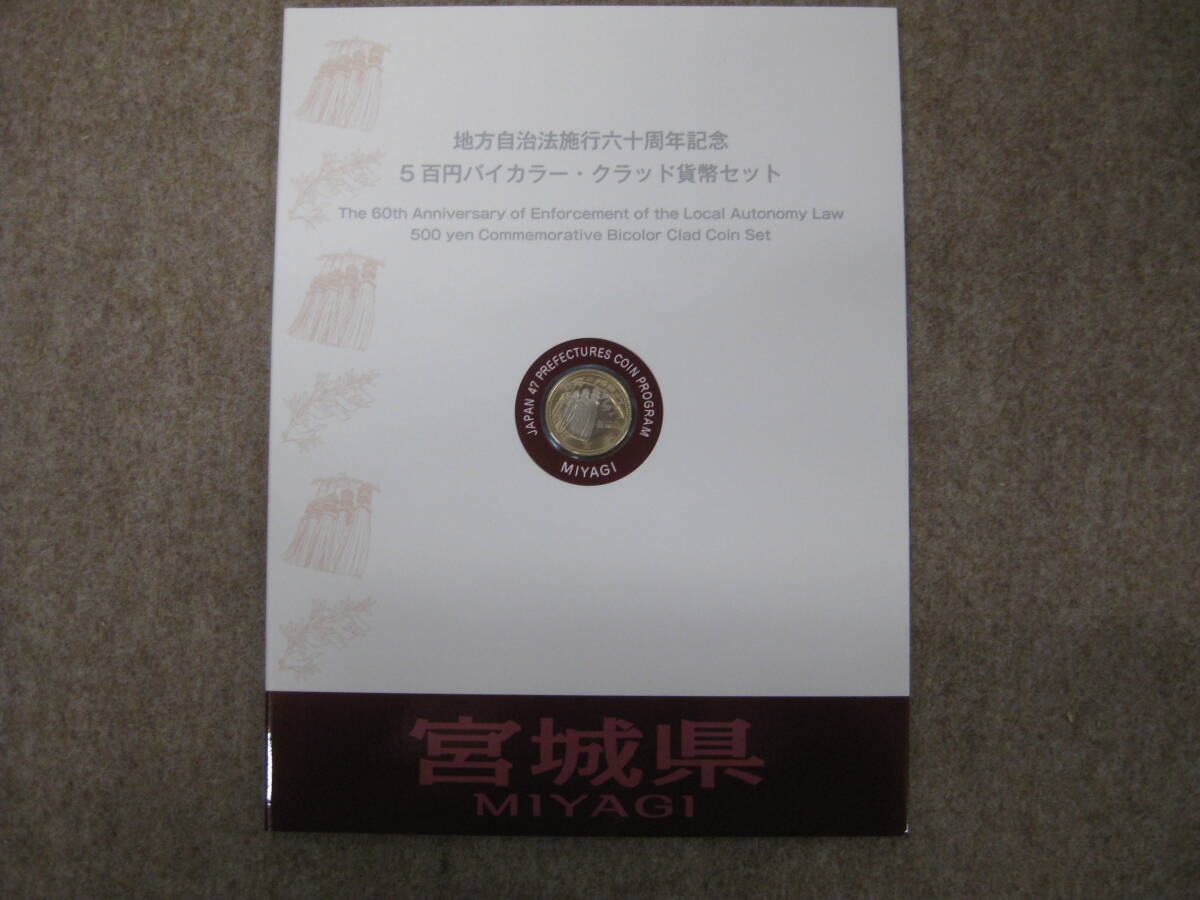 地方自治法施行六十周年記念
5百円バイカラー・クラッド貨幣セット
The 60th Anniversary of Enforcement of the Local Autonomy Law
500 yen Commemorative Bicolor Clad Coin Set
JAPAN 47 PREFECTURES COIN PROGRAM
MIYAGI
宮城県
MIYAGI